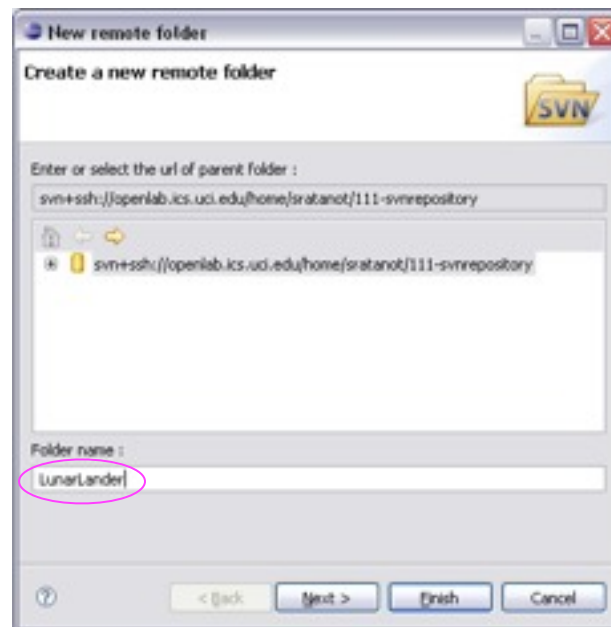 New remote folder
Create a new remote folder
SVN
Enter or select the url of parent folder :
svn+ssh://openlab.ics.uci.edu/home/sratanot/111-svnrepository
svn+ssh://openlab.ics.uci.edu/home/sratanot/111-svnrepository
Folder name :
LunarLander
< Back Next > Finish Cancel